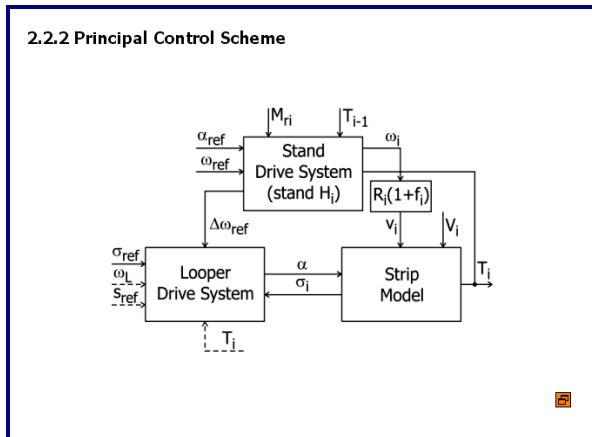 2.2.2 Principal Control Scheme
M_ri
T_i-1
α_ref
ω_ref
ω_i
Stand
Drive System
(stand H_i)
R_i(1+f_i)
Δω_ref
v_i
V_i
σ_ref
ω_L
s_ref
Looper
Drive System
α
σ_i
Strip
Model
T_i
T_i